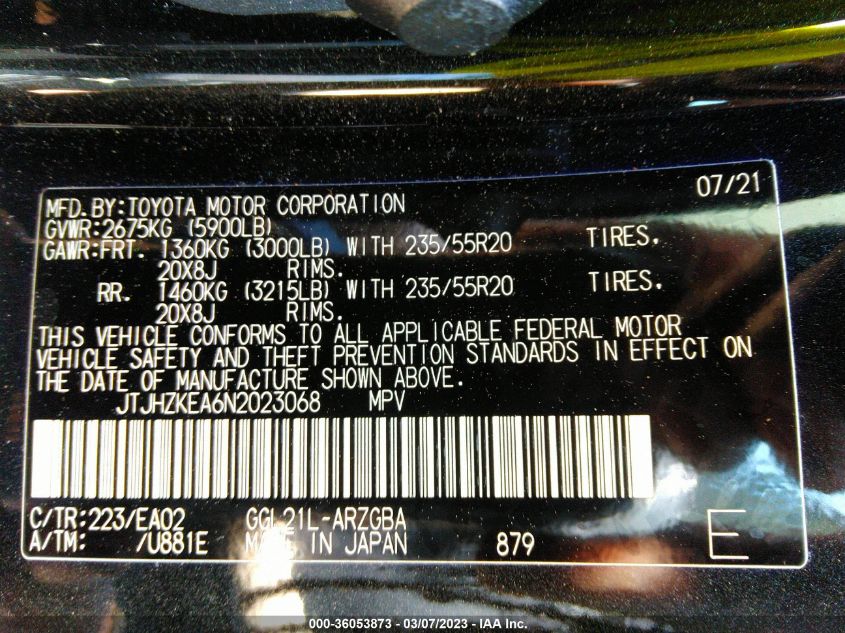 07/21
MFD.BY:TOYOTA MOTOR CORPORATION
GVWR:2675KG (5900LB)
GAWR:FRT. 1360KG (3000LB) WITH 235/55R20 TIRES.
20X8J RIMS.
RR. 1460KG (3215LB) WITH 235/55R20 TIRES.
20X8J RIMS.
THIS VEHICLE CONFORMS TO ALL APPLICABLE FEDERAL MOTOR
VEHICLE SAFETY AND THEFT PREVENTION STANDARDS IN EFFECT ON
THE DATE OF MANUFACTURE SHOWN ABOVE.
JTJHZKEA6N2023068 MPV
C/TR:223/EA02 GGL21L-ARZGBA
A/TM: /U881E MADE IN JAPAN 879 E
000-36053873 - 03/07/2023 - IAA Inc.